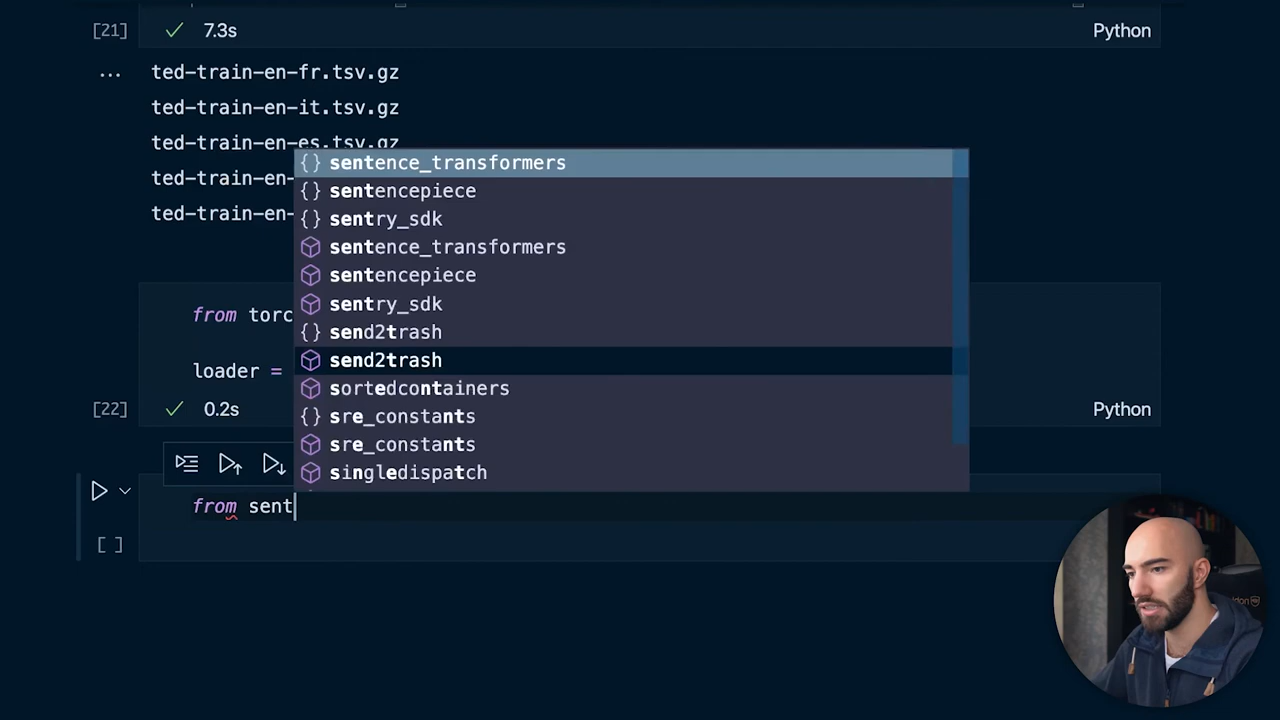 [21] 7.3s Python
... ted-train-en-fr.tsv.gz
ted-train-en-it.tsv.gz
ted-train-en-es.tsv.gz
ted-train-en-
ted-train-en-
{} sentence_transformers
{} sentencepiece
{} sentry_sdk
sentence_transformers
sentencepiece
sentry_sdk
{} send2trash
send2trash
sortedcontainers
{} sre_constants
sre_constants
singledispatch
from torc
loader =
[22] 0.2s Python
from sent
[ ]